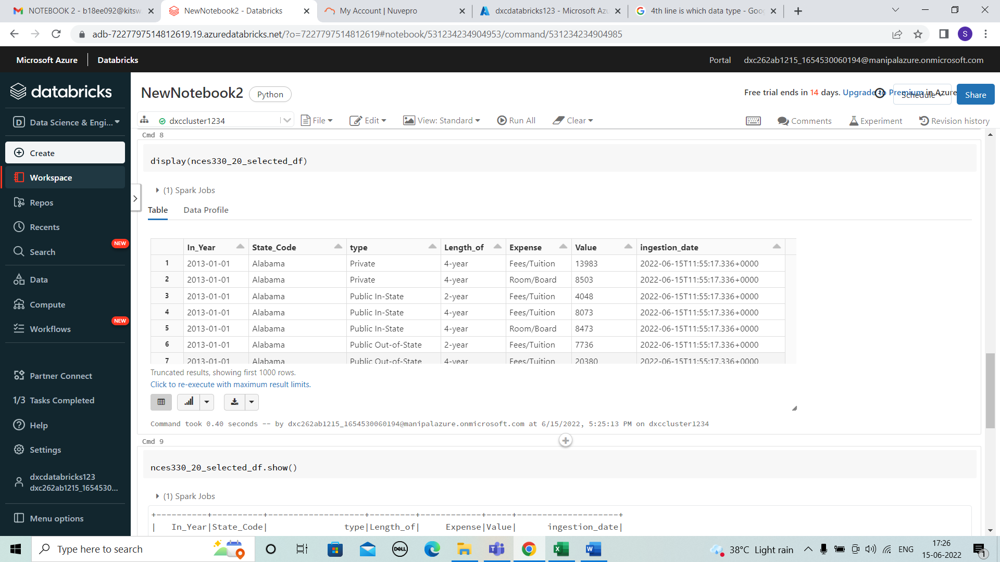 NOTEBOOK 2 - b18ee092@kitsw.
NewNotebook2 - Databricks
My Account | Nuvepro
dxcdatabricks123 - Microsoft Azu
4th line is which data type - Goo
adb-7227797514812619.19.azuredatabricks.net/?o=7227797514812619#notebook/531234234904953/command/531234234904985
S
Microsoft Azure
Databricks
Portal
dxc262ab1215_1654530060194@manipalazure.onmicrosoft.com
databricks
NewNotebook2
Python
Free trial ends in 14 days. Upgrade to Premium in Azure
Schedule
Share
D
Data Science & Engi...
dxccluster1234
File
Edit
View: Standard
Run All
Clear
Comments
Experiment
Revision history
Create
Workspace
Repos
Recents
NEW
Search
Data
Compute
NEW
Workflows
Partner Connect
1/3 Tasks Completed
Help
Settings
dxcdatabricks123
dxc262ab1215_1654530...
Menu options
Cmd 8
display(nces330_20_selected_df)
(1) Spark Jobs
Table
Data Profile
In_Year State_Code type Length_of Expense Value ingestion_date
1 2013-01-01 Alabama Private 4-year Fees/Tuition 13983 2022-06-15T11:55:17.336+0000
2 2013-01-01 Alabama Private 4-year Room/Board 8503 2022-06-15T11:55:17.336+0000
3 2013-01-01 Alabama Public In-State 2-year Fees/Tuition 4048 2022-06-15T11:55:17.336+0000
4 2013-01-01 Alabama Public In-State 4-year Fees/Tuition 8073 2022-06-15T11:55:17.336+0000
5 2013-01-01 Alabama Public In-State 4-year Room/Board 8473 2022-06-15T11:55:17.336+0000
6 2013-01-01 Alabama Public Out-of-State 2-year Fees/Tuition 7736 2022-06-15T11:55:17.336+0000
7 2013-01-01 Alabama Public Out-of-State 4-year Fees/Tuition 20380 2022-06-15T11:55:17.336+0000
Truncated results, showing first 1000 rows.
Click to re-execute with maximum result limits.
Command took 0.40 seconds -- by dxc262ab1215_1654530060194@manipalazure.onmicrosoft.com at 6/15/2022, 5:25:13 PM on dxccluster1234
Cmd 9
nces330_20_selected_df.show()
(1) Spark Jobs
+----------+----------+-------------------+---------+------------+-----+--------------------+
|   In_Year|State_Code|               type|Length_of|     Expense|Value|      ingestion_date|
Type here to search
DELL
38°C Light rain
ENG
17:26
15-06-2022
1